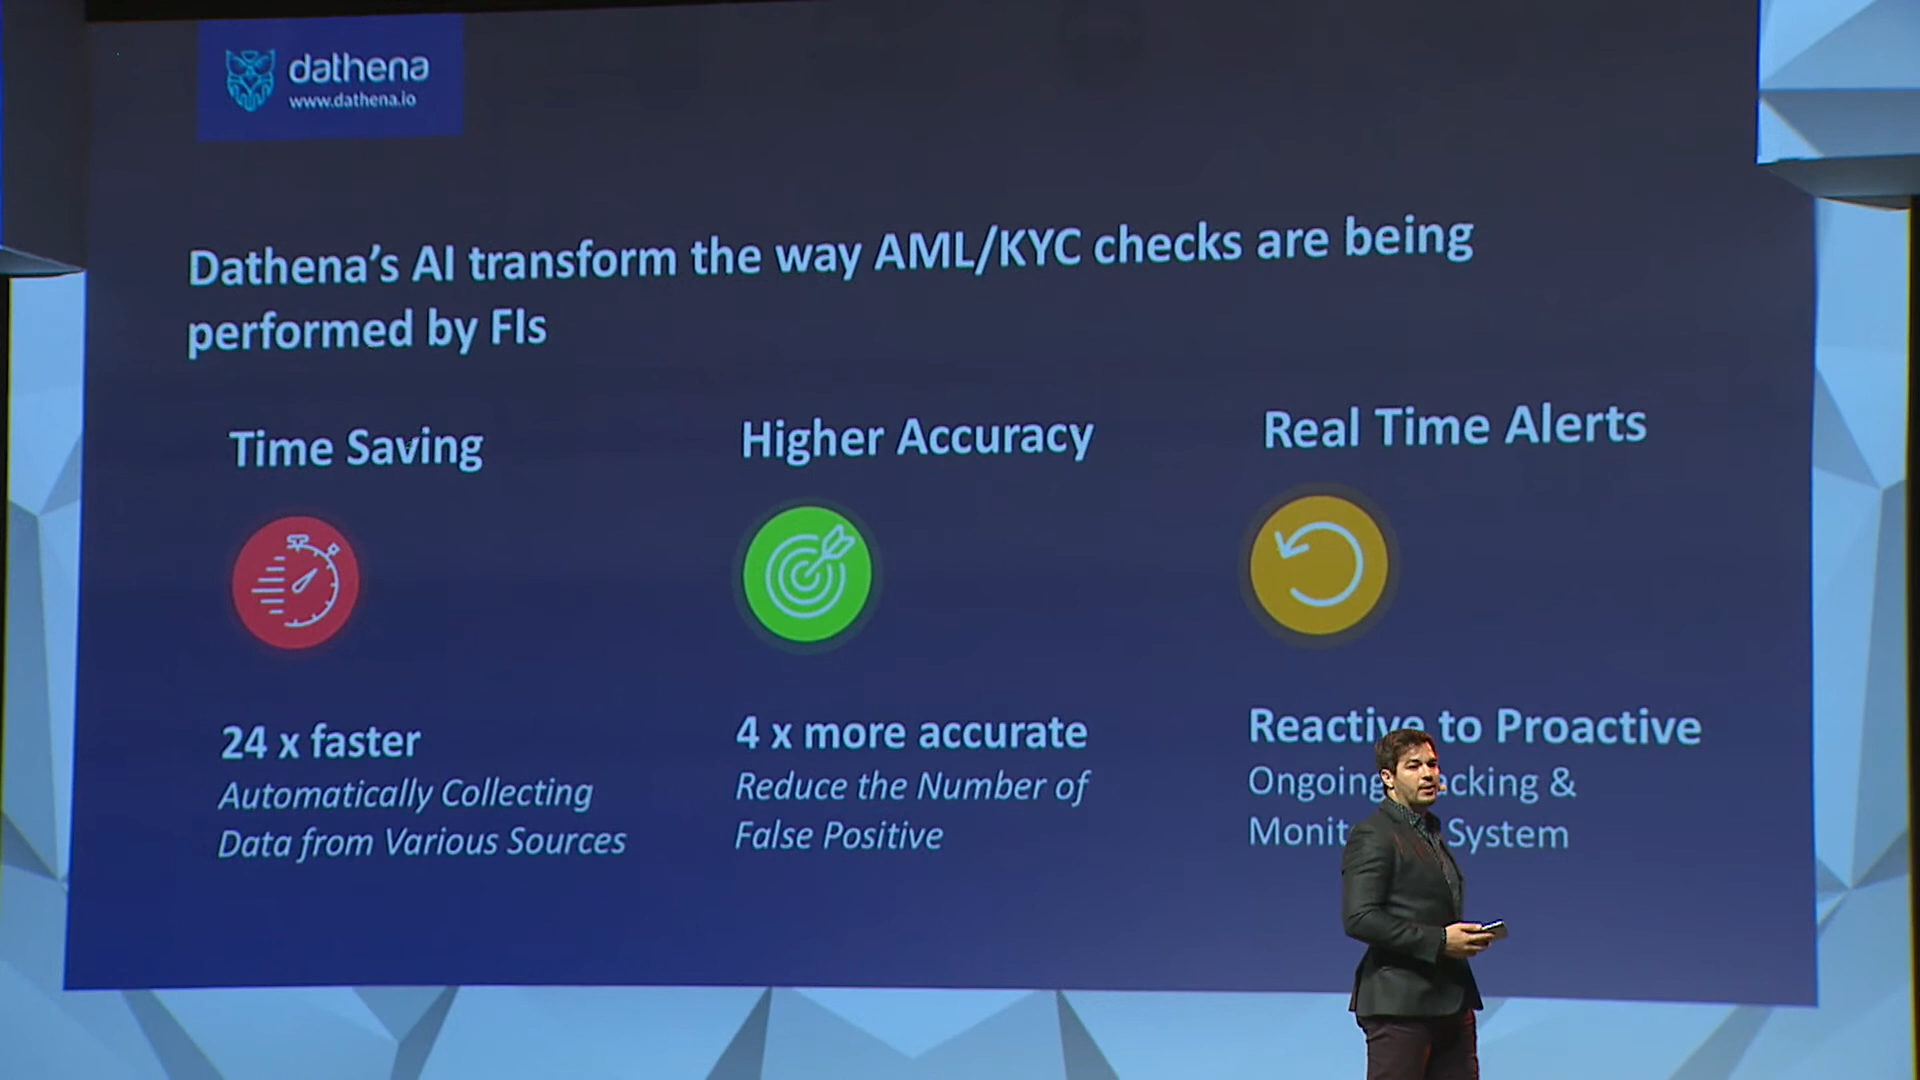 dathena
www.dathena.io
Dathena's AI transform the way AML/KYC checks are being
performed by FIs
Time Saving
Higher Accuracy
Real Time Alerts
24 x faster
Automatically Collecting
Data from Various Sources
4 x more accurate
Reduce the Number of
False Positive
Reactive to Proactive
Ongoing &
System